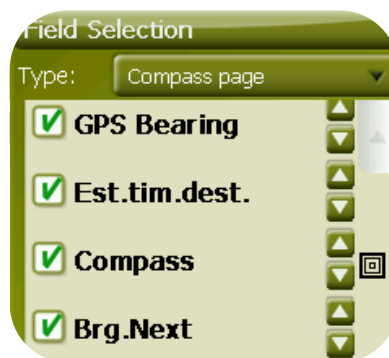 Field Selection
Type: Compass page
GPS Bearing
Est.tim.dest.
Compass
Brg.Next